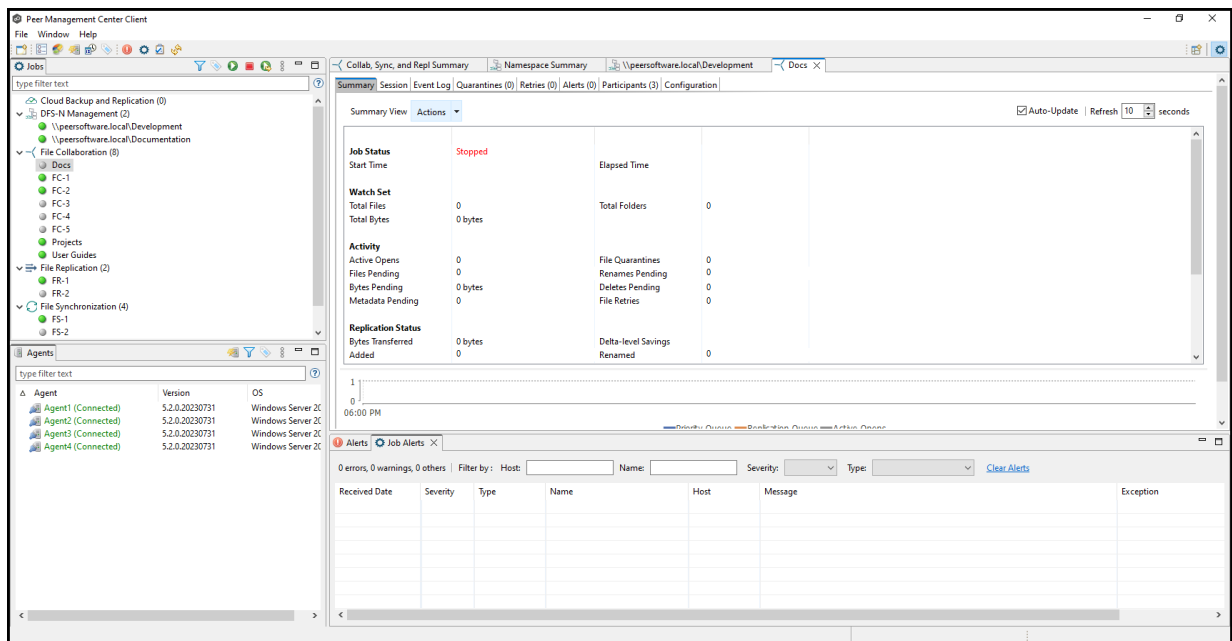 Peer Management Center Client
File Window Help
Jobs
type filter text
Cloud Backup and Replication (0)
DFS-N Management (2)
\\peersoftware.local\Development
\\peersoftware.local\Documentation
File Collaboration (8)
Docs
FC-1
FC-2
FC-3
FC-4
FC-5
Projects
User Guides
File Replication (2)
FR-1
FR-2
File Synchronization (4)
FS-1
FS-2
Agents
type filter text
Agent Version OS
Agent1 (Connected) 5.2.0.20230731 Windows Server 20
Agent2 (Connected) 5.2.0.20230731 Windows Server 20
Agent3 (Connected) 5.2.0.20230731 Windows Server 20
Agent4 (Connected) 5.2.0.20230731 Windows Server 20
Collab, Sync, and Repl Summary Namespace Summary \\peersoftware.local\Development Docs
Summary Session Event Log Quarantines (0) Retries (0) Alerts (0) Participants (3) Configuration
Summary View Actions Auto-Update Refresh 10 seconds
Job Status Stopped
Start Time Elapsed Time
Watch Set
Total Files 0 Total Folders 0
Total Bytes 0 bytes
Activity
Active Opens 0 File Quarantines 0
Files Pending 0 Renames Pending 0
Bytes Pending 0 bytes Deletes Pending 0
Metadata Pending 0 File Retries 0
Replication Status
Bytes Transferred 0 bytes Delta-level Savings
Added 0 Renamed 0
1
0
06:00 PM
Priority Queue Replication Queue Active Opens
Alerts Job Alerts
0 errors, 0 warnings, 0 others Filter by : Host: Name: Severity: Type: Clear Alerts
Received Date Severity Type Name Host Message Exception